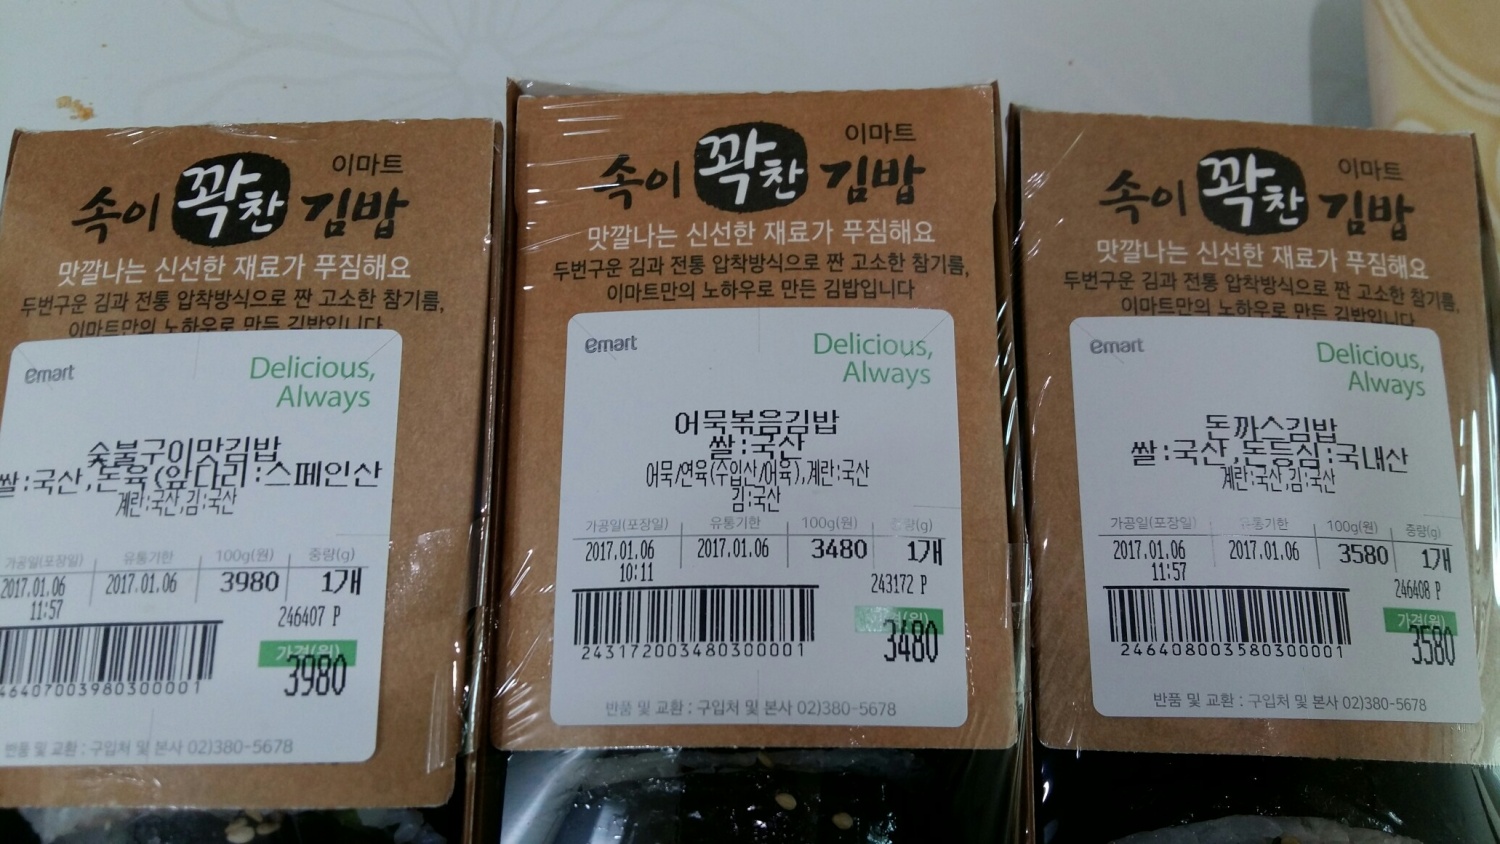 이마트
속이 꽉찬 김밥
맛깔나는 신선한 재료가 푸짐해요
두번구운 김과 전통 압착방식으로 짠 고소한 참기름,
이마트만의 노하우로 만든 김밥입니다
emart
Delicious,
Always
숯불구이맛김밥
쌀:국산,돈육(앞다리:스페인산
계란:국산,김:국산
가공일(포장일) 유통기한 100g(원) 중량(g)
2017.01.06 2017.01.06 3980 1개
11:57
246407 P
가격(원)
3980
46407003980300001
반품 및 교환 : 구입처 및 본사 02)380-5678
이마트
속이 꽉찬 김밥
맛깔나는 신선한 재료가 푸짐해요
두번구운 김과 전통 압착방식으로 짠 고소한 참기름,
이마트만의 노하우로 만든 김밥입니다
emart
Delicious,
Always
어묵볶음김밥
쌀:국산
어묵/연육(수입산/어육),계란:국산
김:국산
가공일(포장일) 유통기한 100g(원) 중량(g)
2017.01.06 2017.01.06 3480 1개
10:11
243172 P
가격(원)
3480
243172003480300001
반품 및 교환 : 구입처 및 본사 02)380-5678
이마트
속이 꽉찬 김밥
맛깔나는 신선한 재료가 푸짐해요
두번구운 김과 전통 압착방식으로 짠 고소한 참기름,
이마트만의 노하우로 만든 김밥입니다
emart
Delicious,
Always
돈까스김밥
쌀:국산,돈등심:국내산
계란:국산,김:국산
가공일(포장일) 유통기한 100g(원) 중량(g)
2017.01.06 2017.01.06 3580 1개
11:57
246408 P
가격(원)
3580
246408003580300001
반품 및 교환 : 구입처 및 본사 02)380-5678